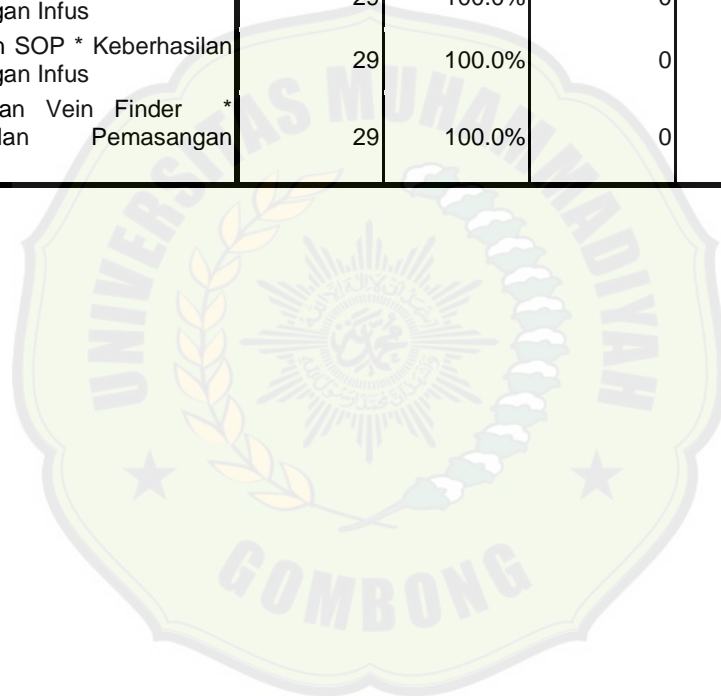 gan Infus 29 100.0% 0
n SOP * Keberhasilan
gan Infus 29 100.0% 0
an Vein Finder *
lan Pemasangan 29 100.0% 0
UNIVERSITAS MUHAMMADIYAH
GOMBONG